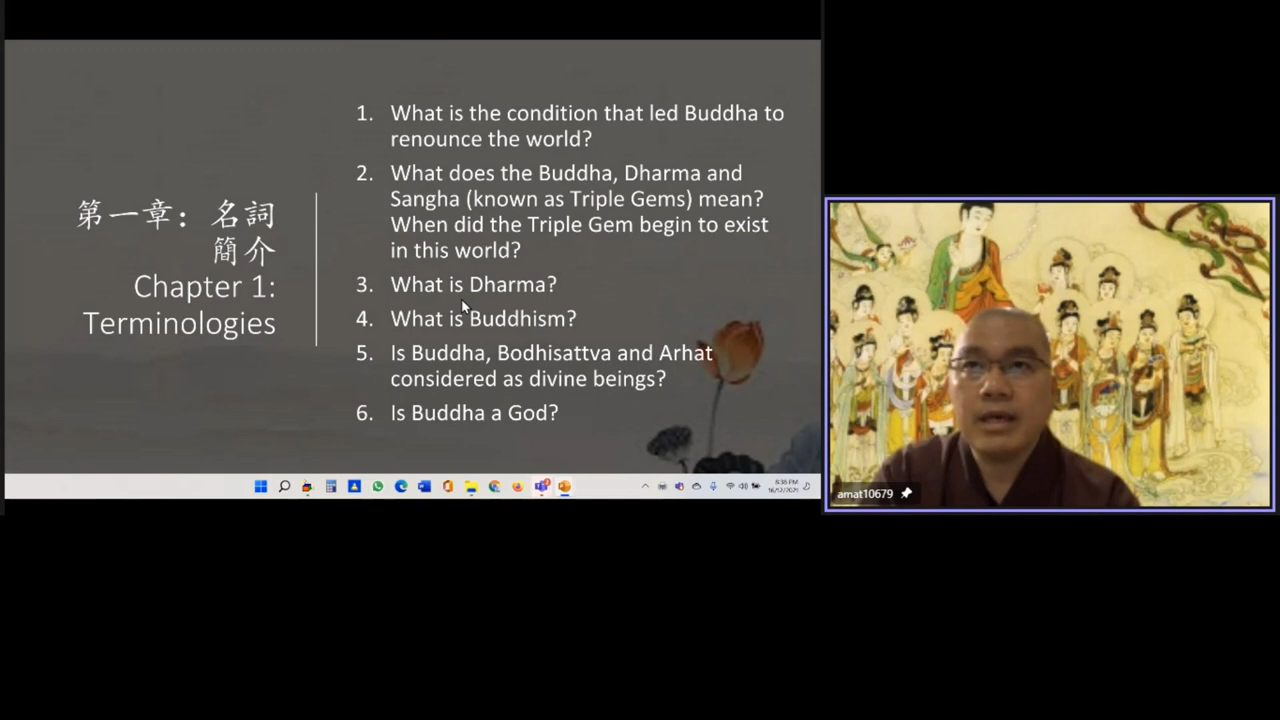 第一章：名詞
簡介
Chapter 1:
Terminologies
1. What is the condition that led Buddha to
renounce the world?
2. What does the Buddha, Dharma and
Sangha (known as Triple Gems) mean?
When did the Triple Gem begin to exist
in this world?
3. What is Dharma?
4. What is Buddhism?
5. Is Buddha, Bodhisattva and Arhat
considered as divine beings?
6. Is Buddha a God?
amat10679